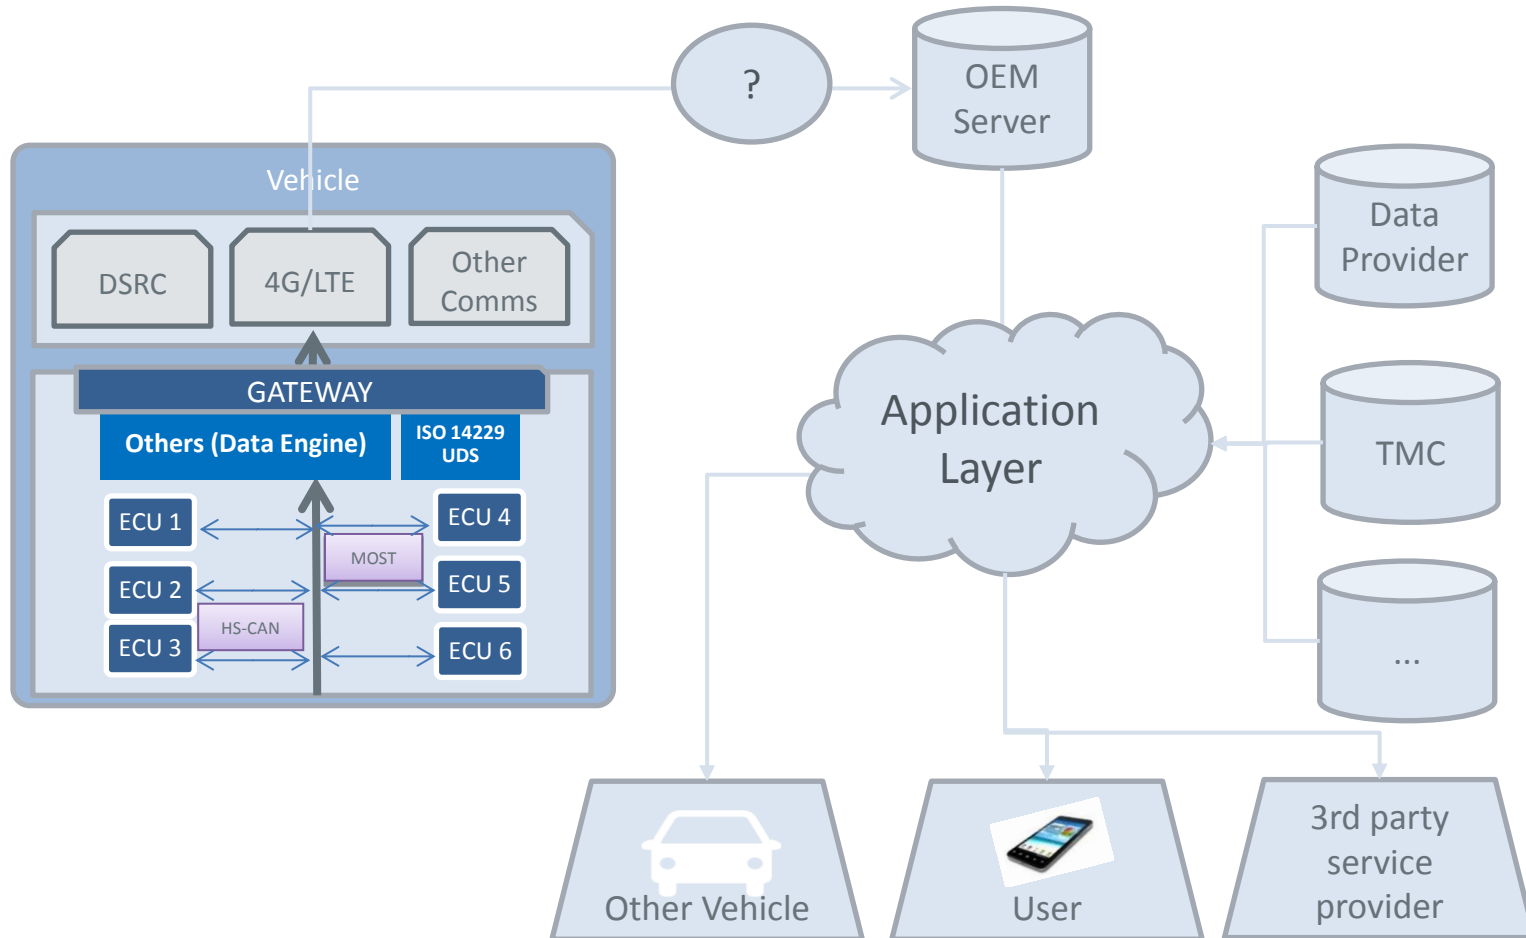 ?
OEM
Server
Vehicle
DSRC
4G/LTE
Other
Comms
GATEWAY
Others (Data Engine)
ISO 14229
UDS
ECU 1
ECU 4
MOST
ECU 2
ECU 5
HS-CAN
ECU 3
ECU 6
Application
Layer
Data
Provider
TMC
...
Other Vehicle
User
3rd party
service
provider